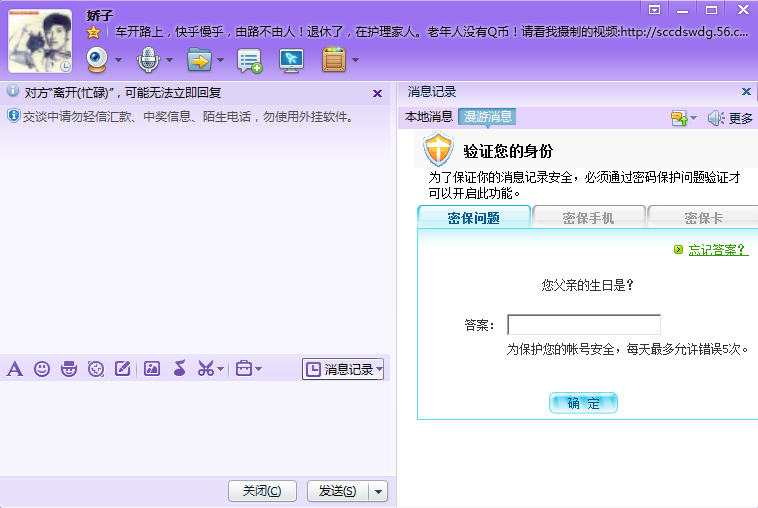 娇子
车开路上，快乎慢乎，由路不由人！退休了，在护理家人。老年人没有Q币！请看我摄制的视频:http://sccdswdg.56.c...
对方“离开(忙碌)”，可能无法立即回复
交谈中请勿轻信汇款、中奖信息、陌生电话，勿使用外挂软件。
消息记录
关闭(C)
发送(S)
消息记录
本地消息
漫游消息
更多
验证您的身份
为了保证你的消息记录安全，必须通过密码保护问题验证才
可以开启此功能。
密保问题
密保手机
密保卡
忘记答案？
您父亲的生日是？
答案：
为保护您的帐号安全，每天最多允许错误5次。
确 定